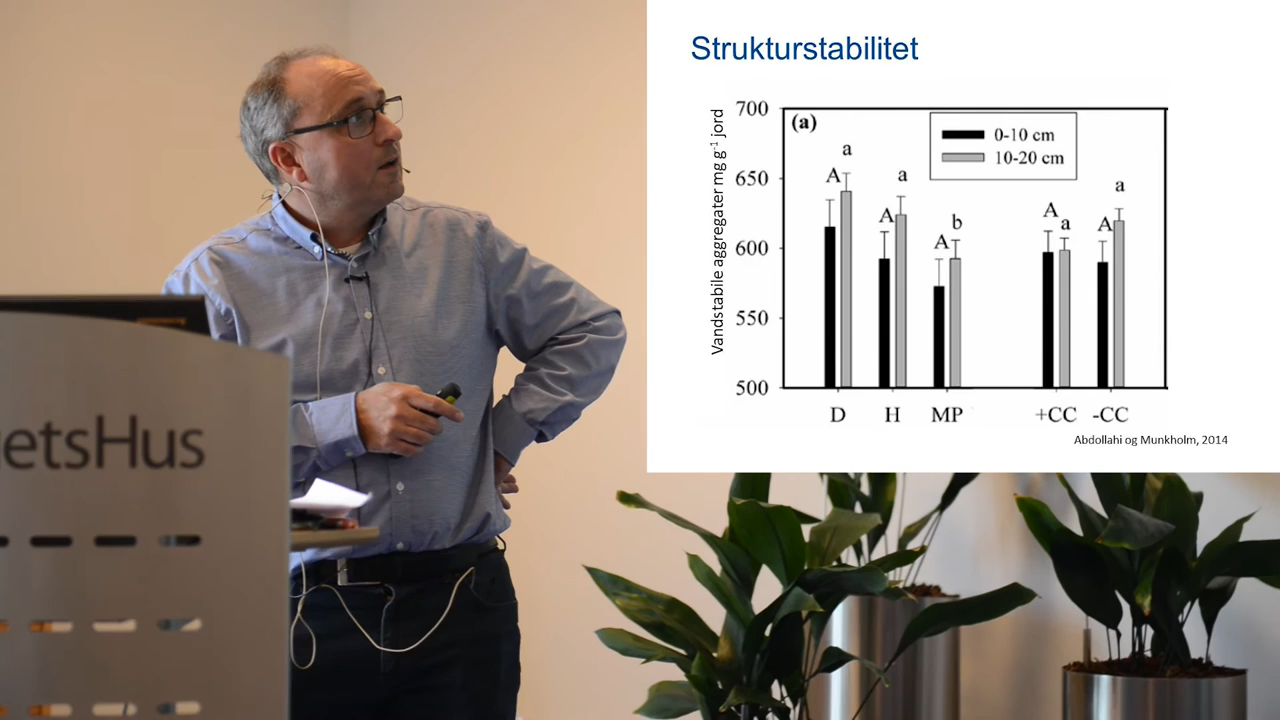 Strukturstabilitet
Vandstabile aggregater mg g⁻¹ jord
700
650
600
550
500
(a)
0-10 cm
10-20 cm
A a
A a
A b
A a
A a
D H MP +CC -CC
Abdollahi og Munkholm, 2014
etsHus